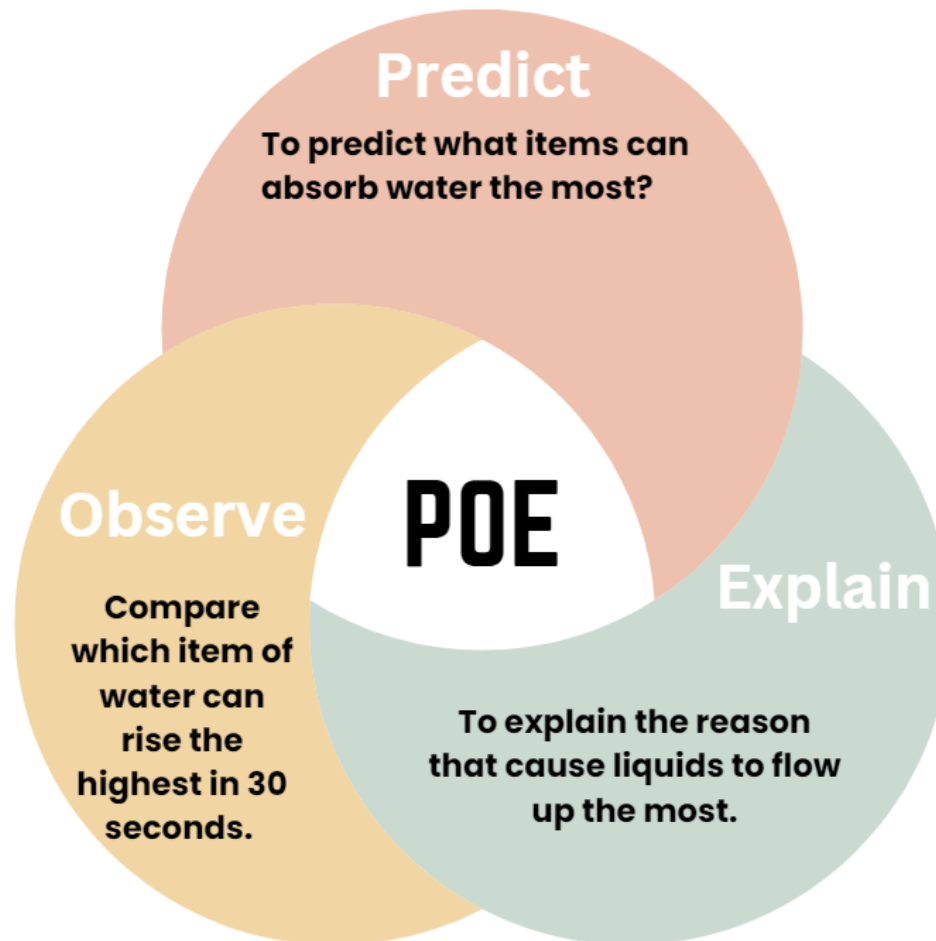 Predict
To predict what items can
absorb water the most?
POE
Observe
Compare
which item of
water can
rise the
highest in 30
seconds.
Explain
To explain the reason
that cause liquids to flow
up the most.